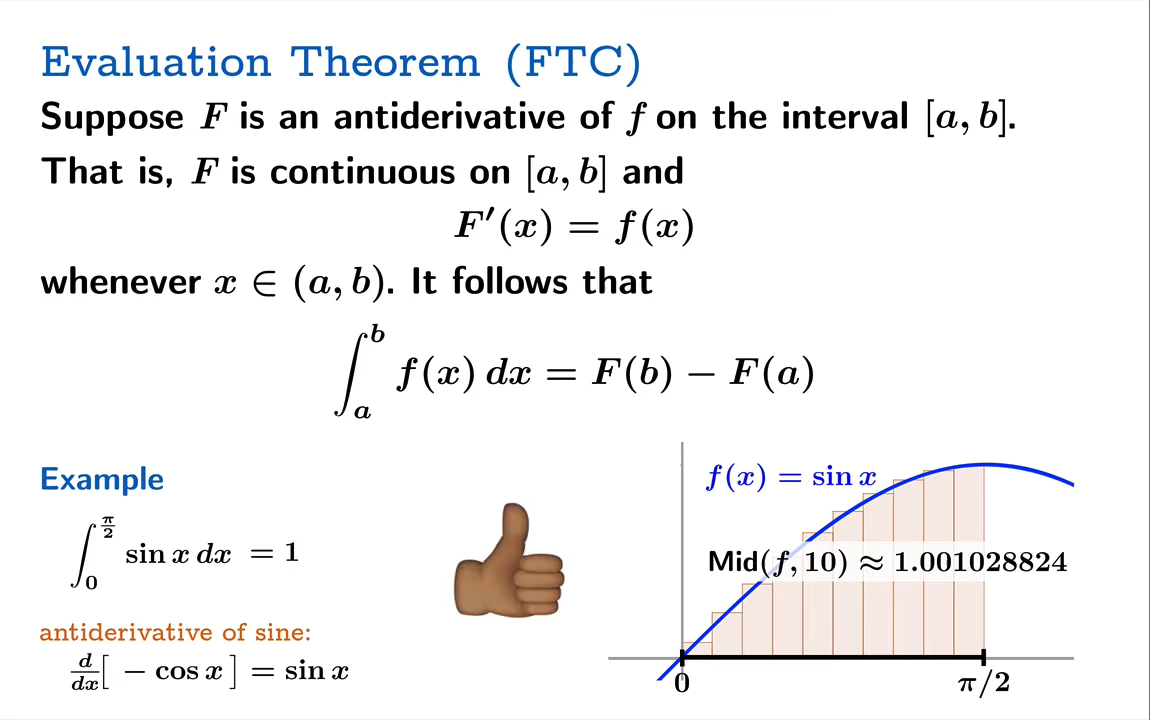 Evaluation Theorem (FTC)
Suppose F is an antiderivative of f on the interval [a, b].
That is, F is continuous on [a, b] and
F′(x) = f(x)
whenever x ∈ (a, b). It follows that
∫_a^b f(x) dx = F(b) − F(a)
Example
∫_0^{π/2} sin x dx = 1
antiderivative of sine:
d/dx[ − cos x ] = sin x
f(x) = sin x
Mid(f, 10) ≈ 1.001028824
0 π/2